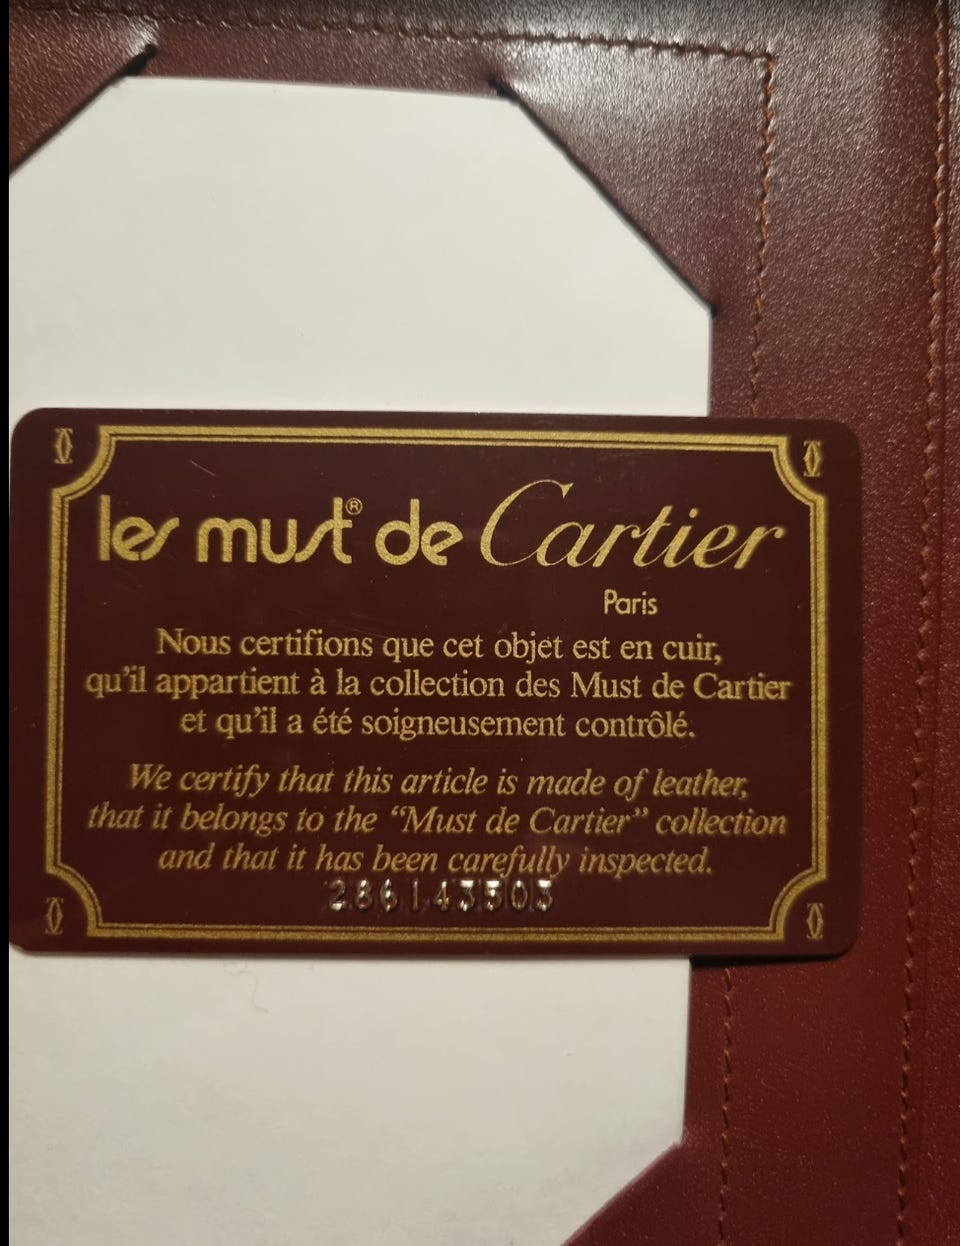 les must® de Cartier
Paris
Nous certifions que cet objet est en cuir,
qu'il appartient à la collection des Must de Cartier
et qu'il a été soigneusement contrôlé.
We certify that this article is made of leather,
that it belongs to the “Must de Cartier” collection
and that it has been carefully inspected.
286143503